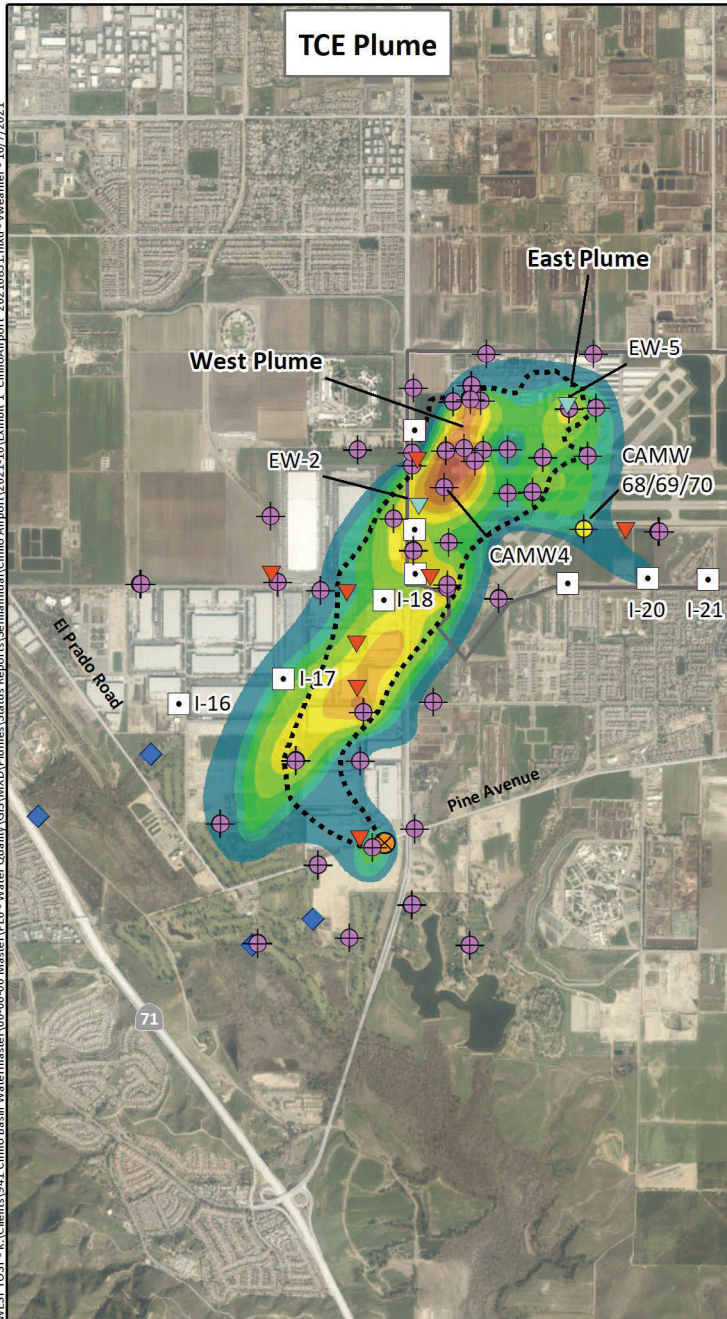 TCE Plume
East Plume
West Plume
EW-5
EW-2
CAMW
68/69/70
CAMW4
I-18
I-20
I-21
I-17
I-16
El Prado Road
Pine Avenue
71